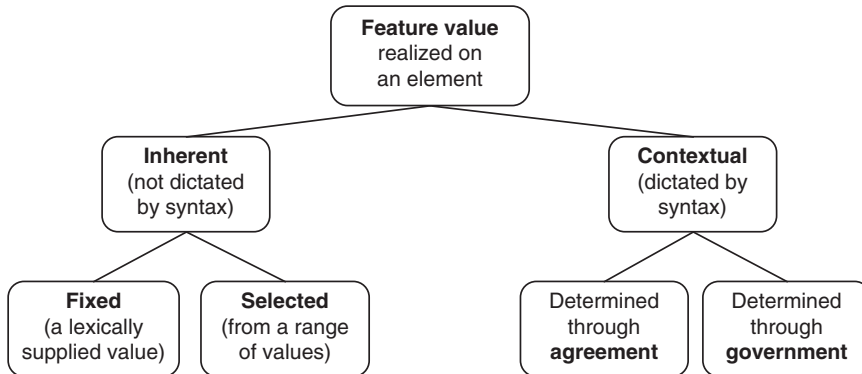 Feature value
realized on
an element
Inherent
(not dictated
by syntax)
Contextual
(dictated by
syntax)
Fixed
(a lexically
supplied value)
Selected
(from a range
of values)
Determined
through
agreement
Determined
through
government